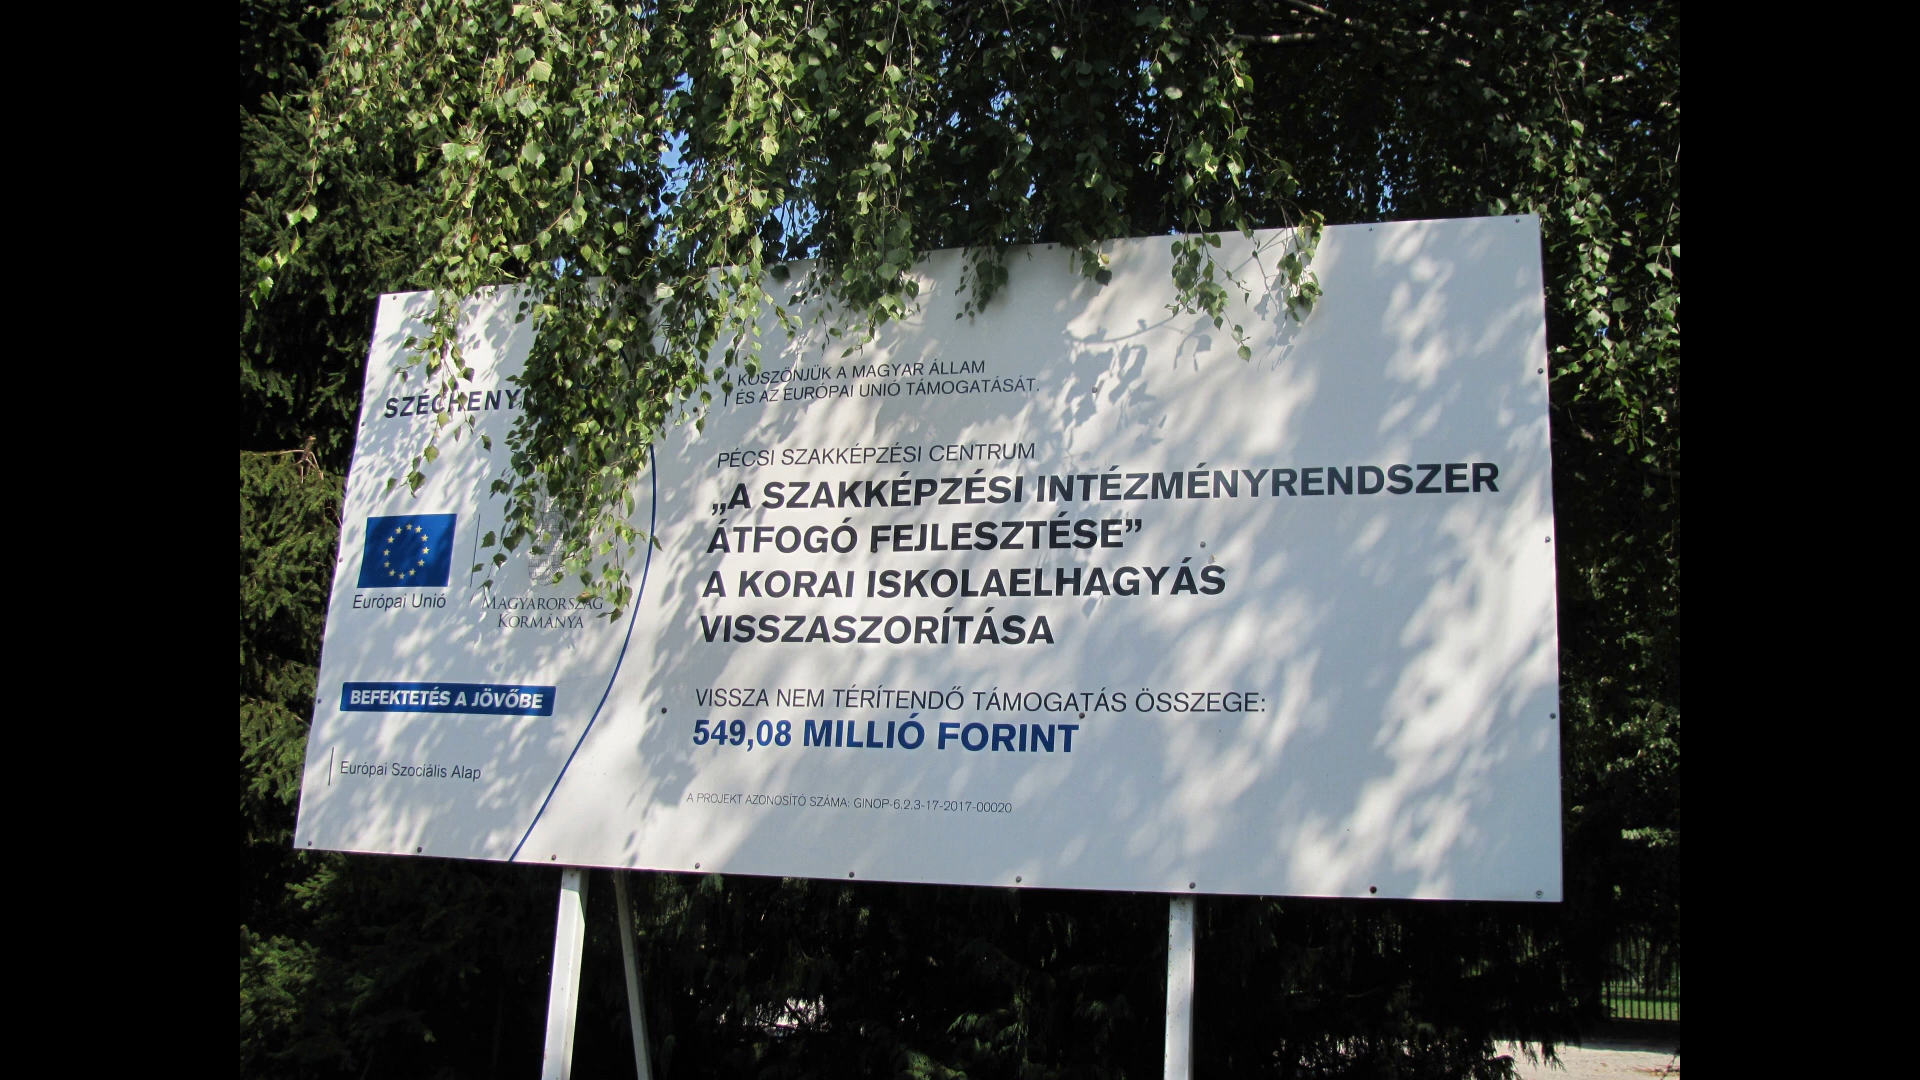 SZÉCHENY
Európai Unió
MAGYARORSZÁG
KORMÁNYA
BEFEKTETÉS A JÖVŐBE
Európai Szociális Alap
KÖSZÖNJÜK A MAGYAR ÁLLAM
ÉS AZ EURÓPAI UNIÓ TÁMOGATÁSÁT.
PÉCSI SZAKKÉPZÉSI CENTRUM
„A SZAKKÉPZÉSI INTÉZMÉNYRENDSZER
ÁTFOGÓ FEJLESZTÉSE”
A KORAI ISKOLAELHAGYÁS
VISSZASZORÍTÁSA
VISSZA NEM TÉRÍTENDŐ TÁMOGATÁS ÖSSZEGE:
549,08 MILLIÓ FORINT
A PROJEKT AZONOSÍTÓ SZÁMA: GINOP-6.2.3-17-2017-00020